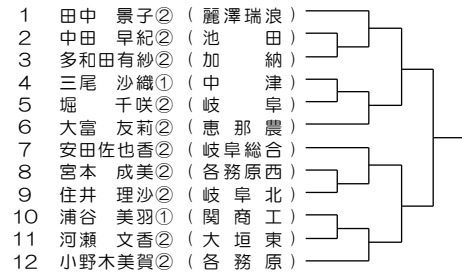 1 田中 景子② ( 麗澤瑞浪 )
2 中田 早紀② ( 池 田 )
3 多和田有紗② ( 加 納 )
4 三尾 沙織① ( 中 津 )
5 堀 千咲② ( 岐 阜 )
6 大富 友莉② ( 恵 那 農 )
7 安田佐也香② ( 岐阜総合 )
8 宮本 成美② ( 各務原西 )
9 住井 理沙② ( 岐 阜 北 )
10 浦谷 美羽① ( 関 商 工 )
11 河瀬 文香② ( 大 垣 東 )
12 小野木美賀② ( 各 務 原 )